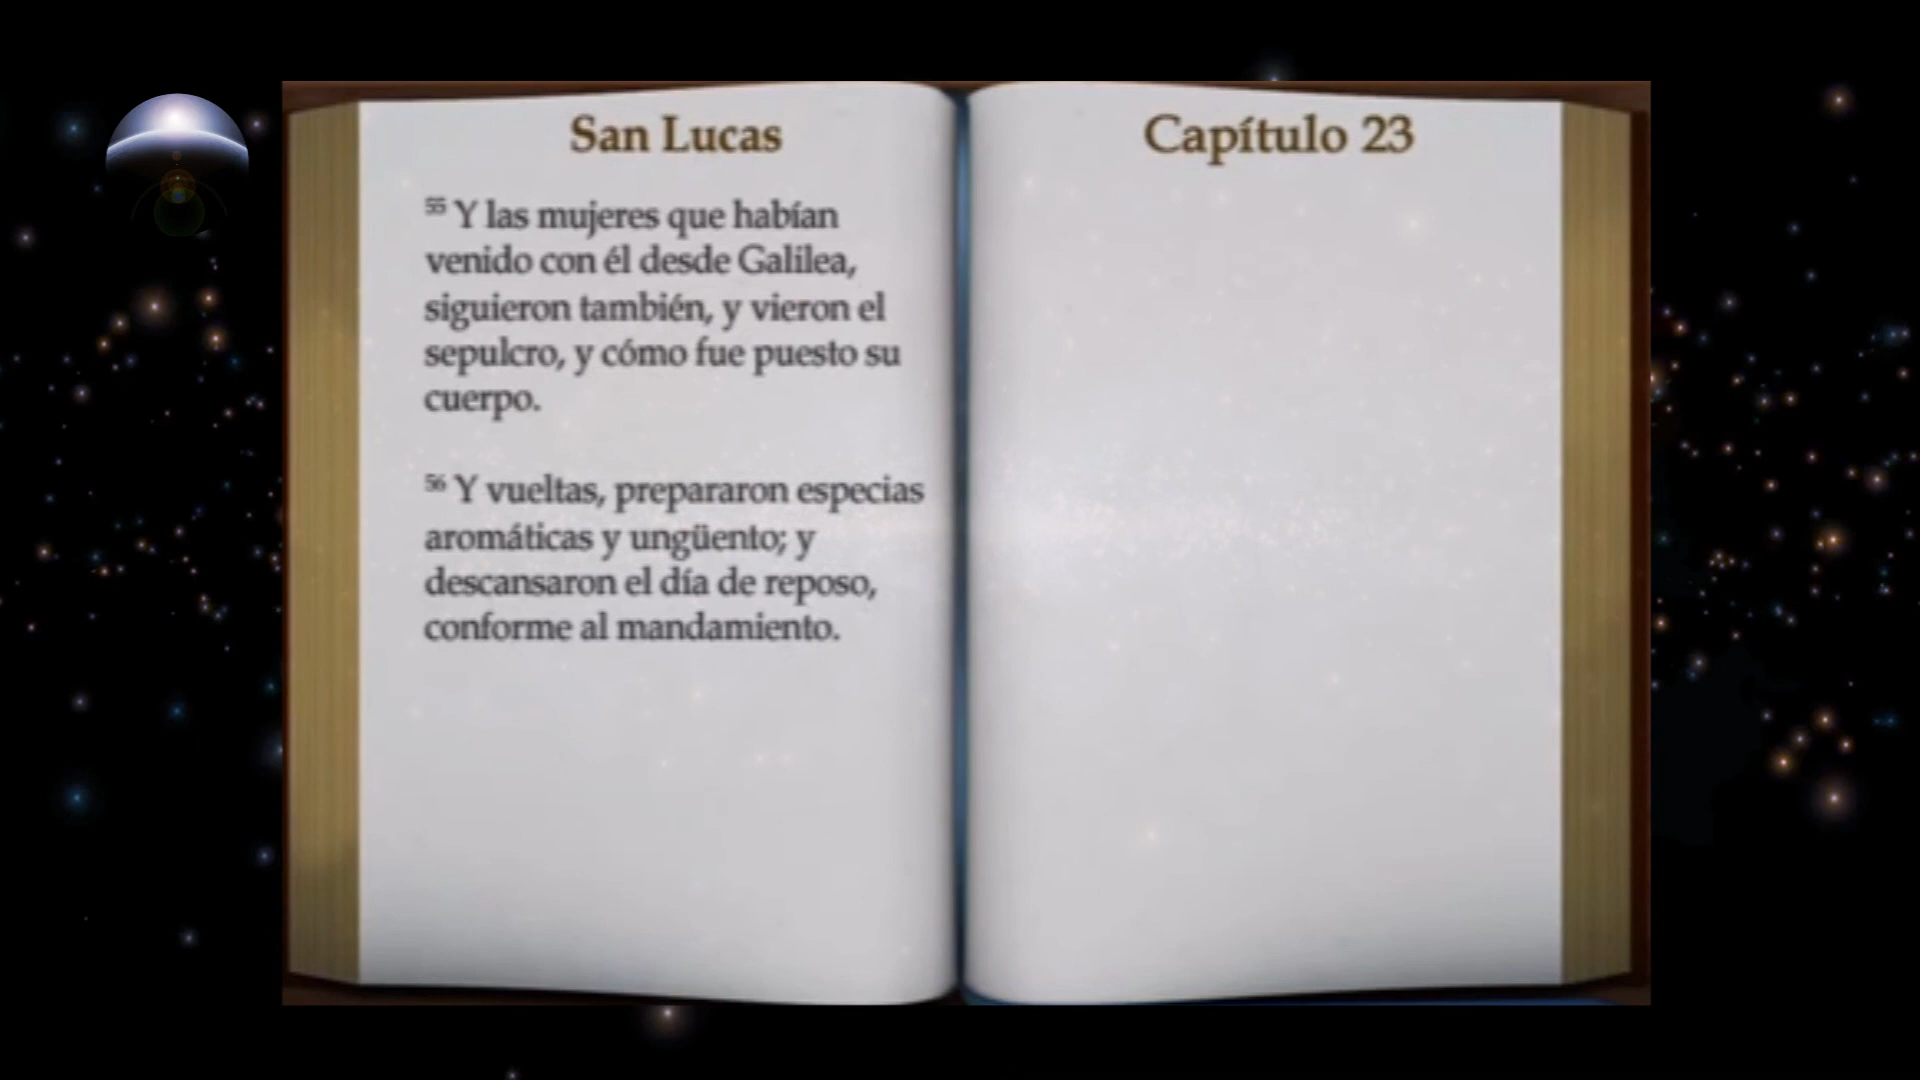 San Lucas
Capítulo 23
55 Y las mujeres que habían
venido con él desde Galilea,
siguieron también, y vieron el
sepulcro, y cómo fue puesto su
cuerpo.
56 Y vueltas, prepararon especias
aromáticas y ungüento; y
descansaron el día de reposo,
conforme al mandamiento.